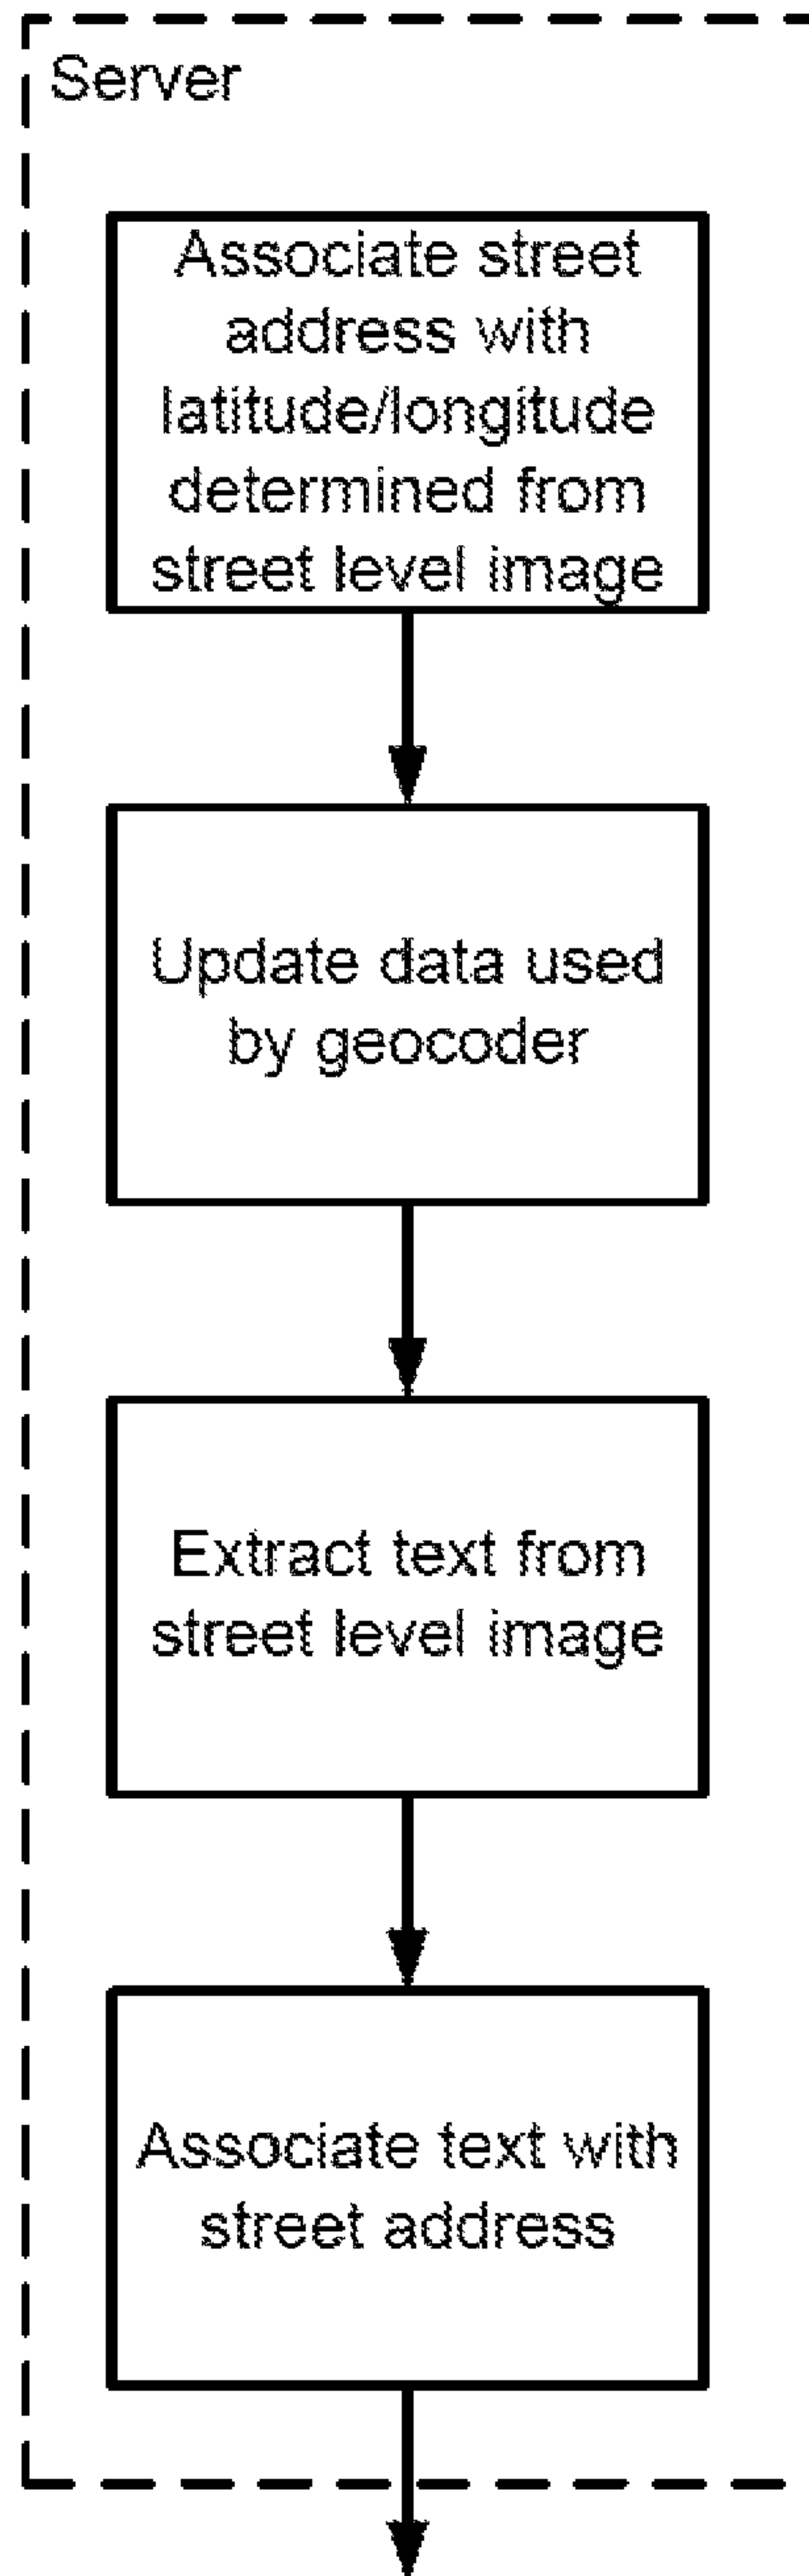 Server
Associate street
address with
latitude/longitude
determined from
street level image
Update data used
by geocoder
Extract text from
street level image
Associate text with
street address